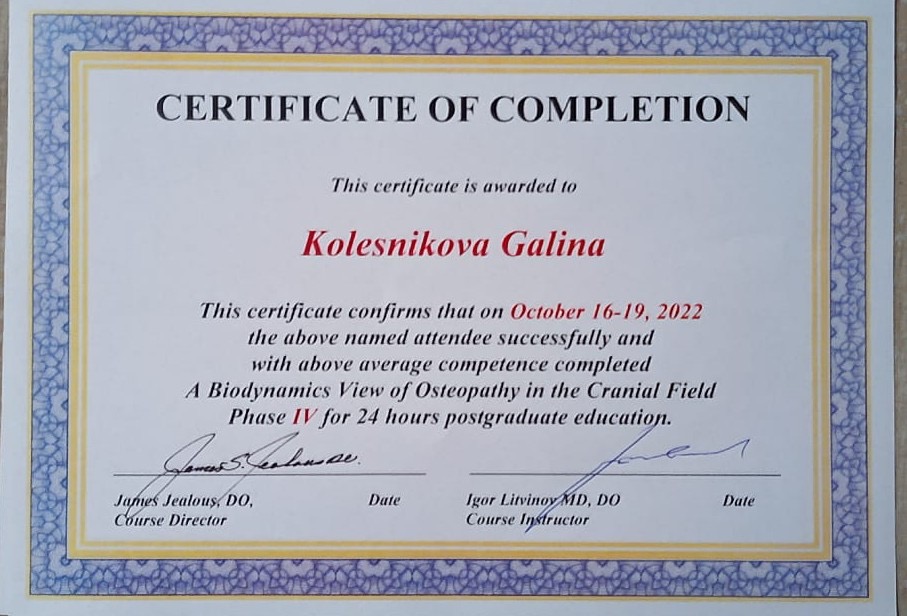 CERTIFICATE OF COMPLETION
This certificate is awarded to
Kolesnikova Galina
This certificate confirms that on October 16-19, 2022
the above named attendee successfully and
with above average competence completed
A Biodynamics View of Osteopathy in the Cranial Field
Phase IV for 24 hours postgraduate education.
James S. Jealous DO.
James Jealous, DO, Date
Course Director
Igor Litvinov MD, DO Date
Course Instructor